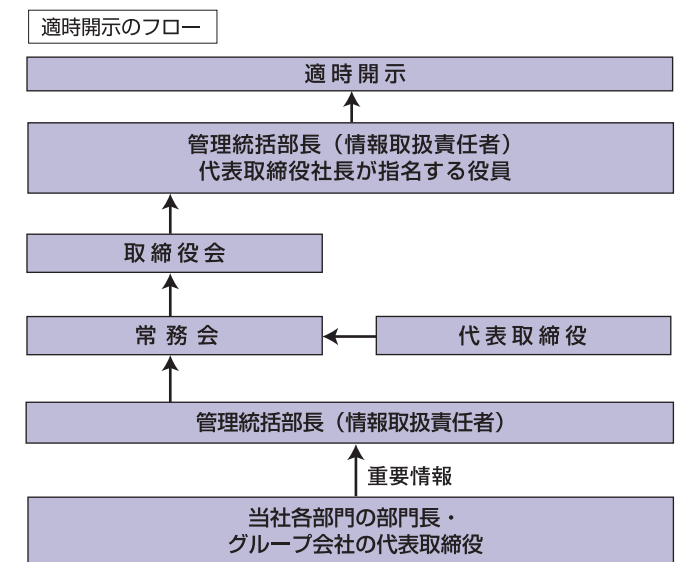 適時開示のフロー
適時開示
管理統括部長（情報取扱責任者）
代表取締役社長が指名する役員
取締役会
常務会
代表取締役
管理統括部長（情報取扱責任者）
重要情報
当社各部門の部門長・
グループ会社の代表取締役